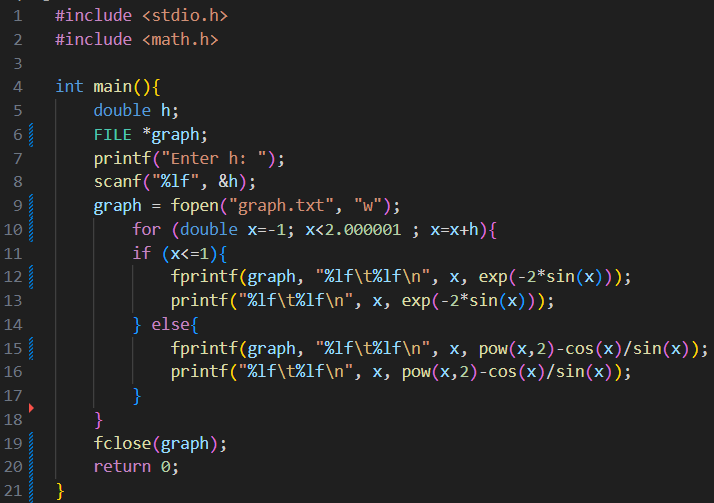 1 #include <stdio.h>
2 #include <math.h>
3
4 int main(){
5     double h;
6     FILE *graph;
7     printf("Enter h: ");
8     scanf("%lf", &h);
9     graph = fopen("graph.txt", "w");
10         for (double x=-1; x<2.000001 ; x=x+h){
11         if (x<=1){
12             fprintf(graph, "%lf\t%lf\n", x, exp(-2*sin(x)));
13             printf("%lf\t%lf\n", x, exp(-2*sin(x)));
14         } else{
15             fprintf(graph, "%lf\t%lf\n", x, pow(x,2)-cos(x)/sin(x));
16             printf("%lf\t%lf\n", x, pow(x,2)-cos(x)/sin(x));
17         }
18     }
19     fclose(graph);
20     return 0;
21 }